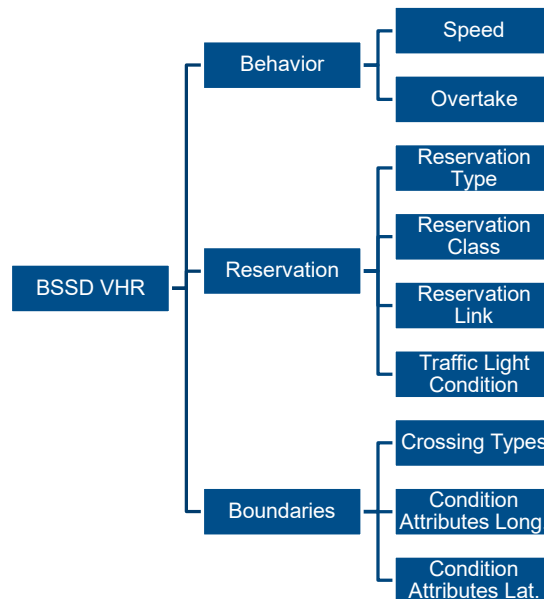 Speed
Behavior
Overtake
Reservation
Type
Reservation
Class
BSSD VHR
Reservation
Reservation
Link
Traffic Light
Condition
Crossing Types
Boundaries
Condition
Attributes Long.
Condition
Attributes Lat.